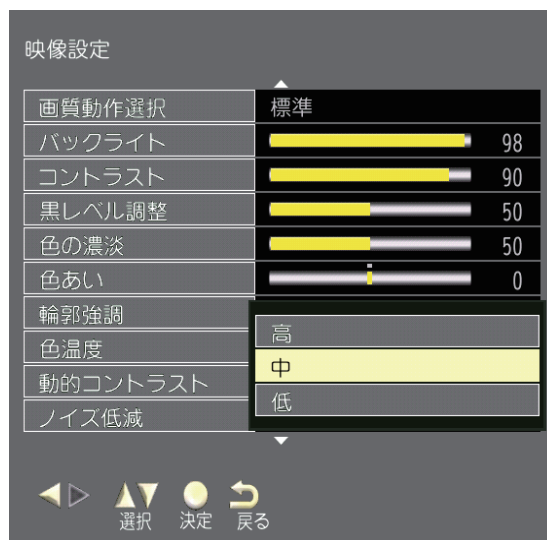 映像設定
画質動作選択 標準
バックライト 98
コントラスト 90
黒レベル調整 50
色の濃淡 50
色あい 0
輪郭強調
高
色温度
中
動的コントラスト
低
ノイズ低減
選択 決定 戻る